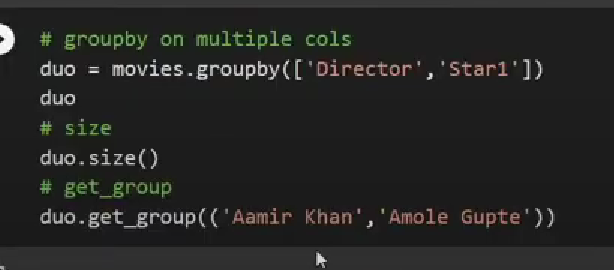 # groupby on multiple cols
duo = movies.groupby(['Director','Star1'])
duo
# size
duo.size()
# get_group
duo.get_group(('Aamir Khan','Amole Gupte'))